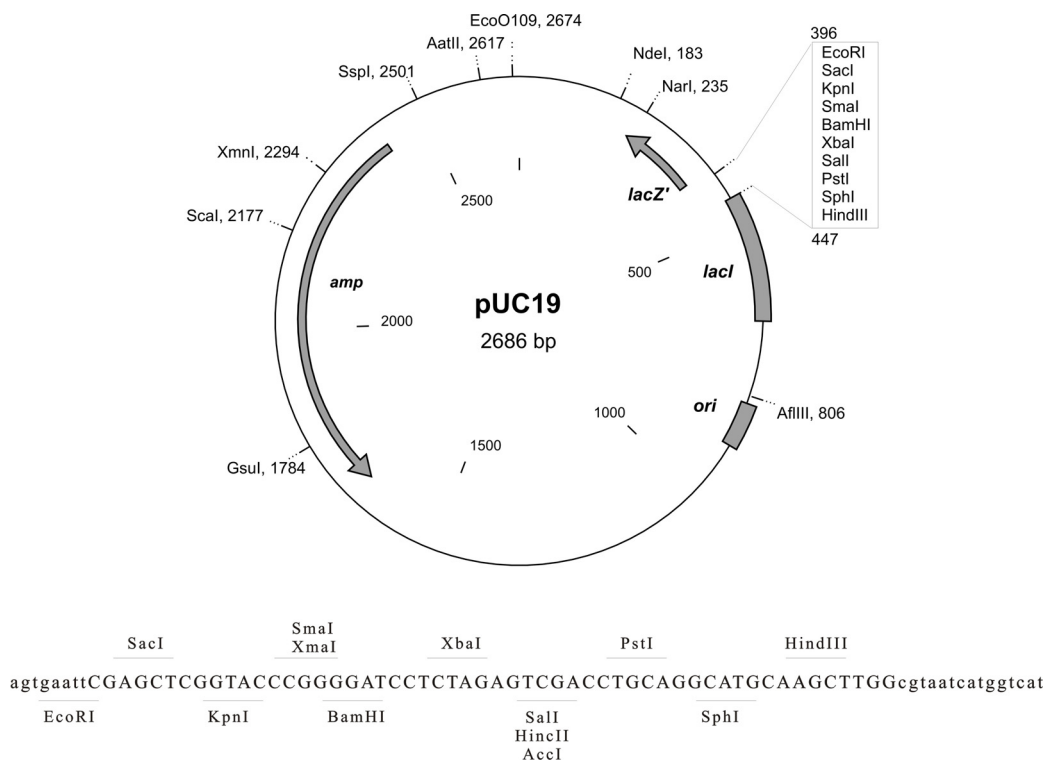 EcoO109, 2674
AatII, 2617
SspI, 2501
XmnI, 2294
ScaI, 2177
GsuI, 1784
NdeI, 183
NarI, 235
396
EcoRI
SacI
KpnI
SmaI
BamHI
XbaI
SalI
PstI
SphI
HindIII
447
lacZ'
lacI
ori
AflIII, 806
amp
2500
500
2000
1000
1500
pUC19
2686 bp
SacI
SmaI
XmaI
XbaI
PstI
HindIII
agtgaattCGAGCTCGGTACCCGGGGATCCTCTAGAGTCGACCTGCAGGCATGCAAGCTTGGcgtaatcatggtcat
EcoRI
KpnI
BamHI
SalI
HincII
AccI
SphI